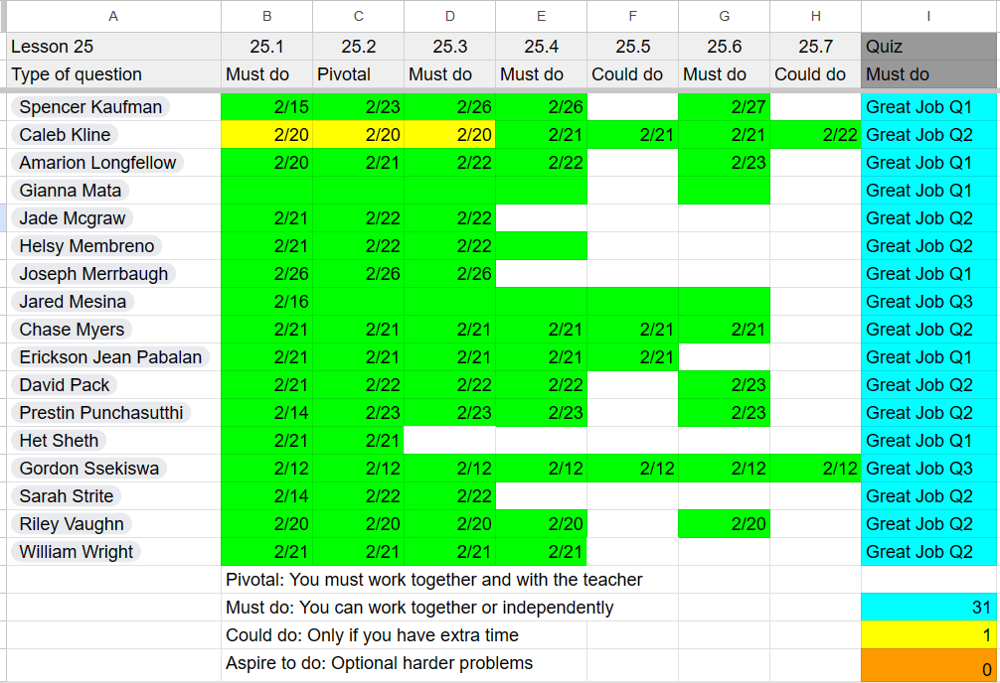 A B C D E F G H I
Lesson 25 25.1 25.2 25.3 25.4 25.5 25.6 25.7 Quiz
Type of question Must do Pivotal Must do Must do Could do Must do Could do Must do
Spencer Kaufman 2/15 2/23 2/26 2/26 2/27 Great Job Q1
Caleb Kline 2/20 2/20 2/20 2/21 2/21 2/21 2/22 Great Job Q2
Amarion Longfellow 2/20 2/21 2/22 2/22 2/23 Great Job Q1
Gianna Mata Great Job Q1
Jade Mcgraw 2/21 2/22 2/22 Great Job Q2
Helsy Membreno 2/21 2/22 2/22 Great Job Q2
Joseph Merrbaugh 2/26 2/26 2/26 Great Job Q1
Jared Mesina 2/16 Great Job Q3
Chase Myers 2/21 2/21 2/21 2/21 2/21 2/21 Great Job Q2
Erickson Jean Pabalan 2/21 2/21 2/21 2/21 2/21 Great Job Q1
David Pack 2/21 2/22 2/22 2/22 2/23 Great Job Q2
Prestin Punchasutthi 2/14 2/23 2/23 2/23 2/23 Great Job Q2
Het Sheth 2/21 2/21 Great Job Q1
Gordon Ssekiswa 2/12 2/12 2/12 2/12 2/12 2/12 2/12 Great Job Q3
Sarah Strite 2/14 2/22 2/22 Great Job Q2
Riley Vaughn 2/20 2/20 2/20 2/20 2/20 Great Job Q2
William Wright 2/21 2/21 2/21 2/21 Great Job Q2
Pivotal: You must work together and with the teacher
Must do: You can work together or independently 31
Could do: Only if you have extra time 1
Aspire to do: Optional harder problems 0